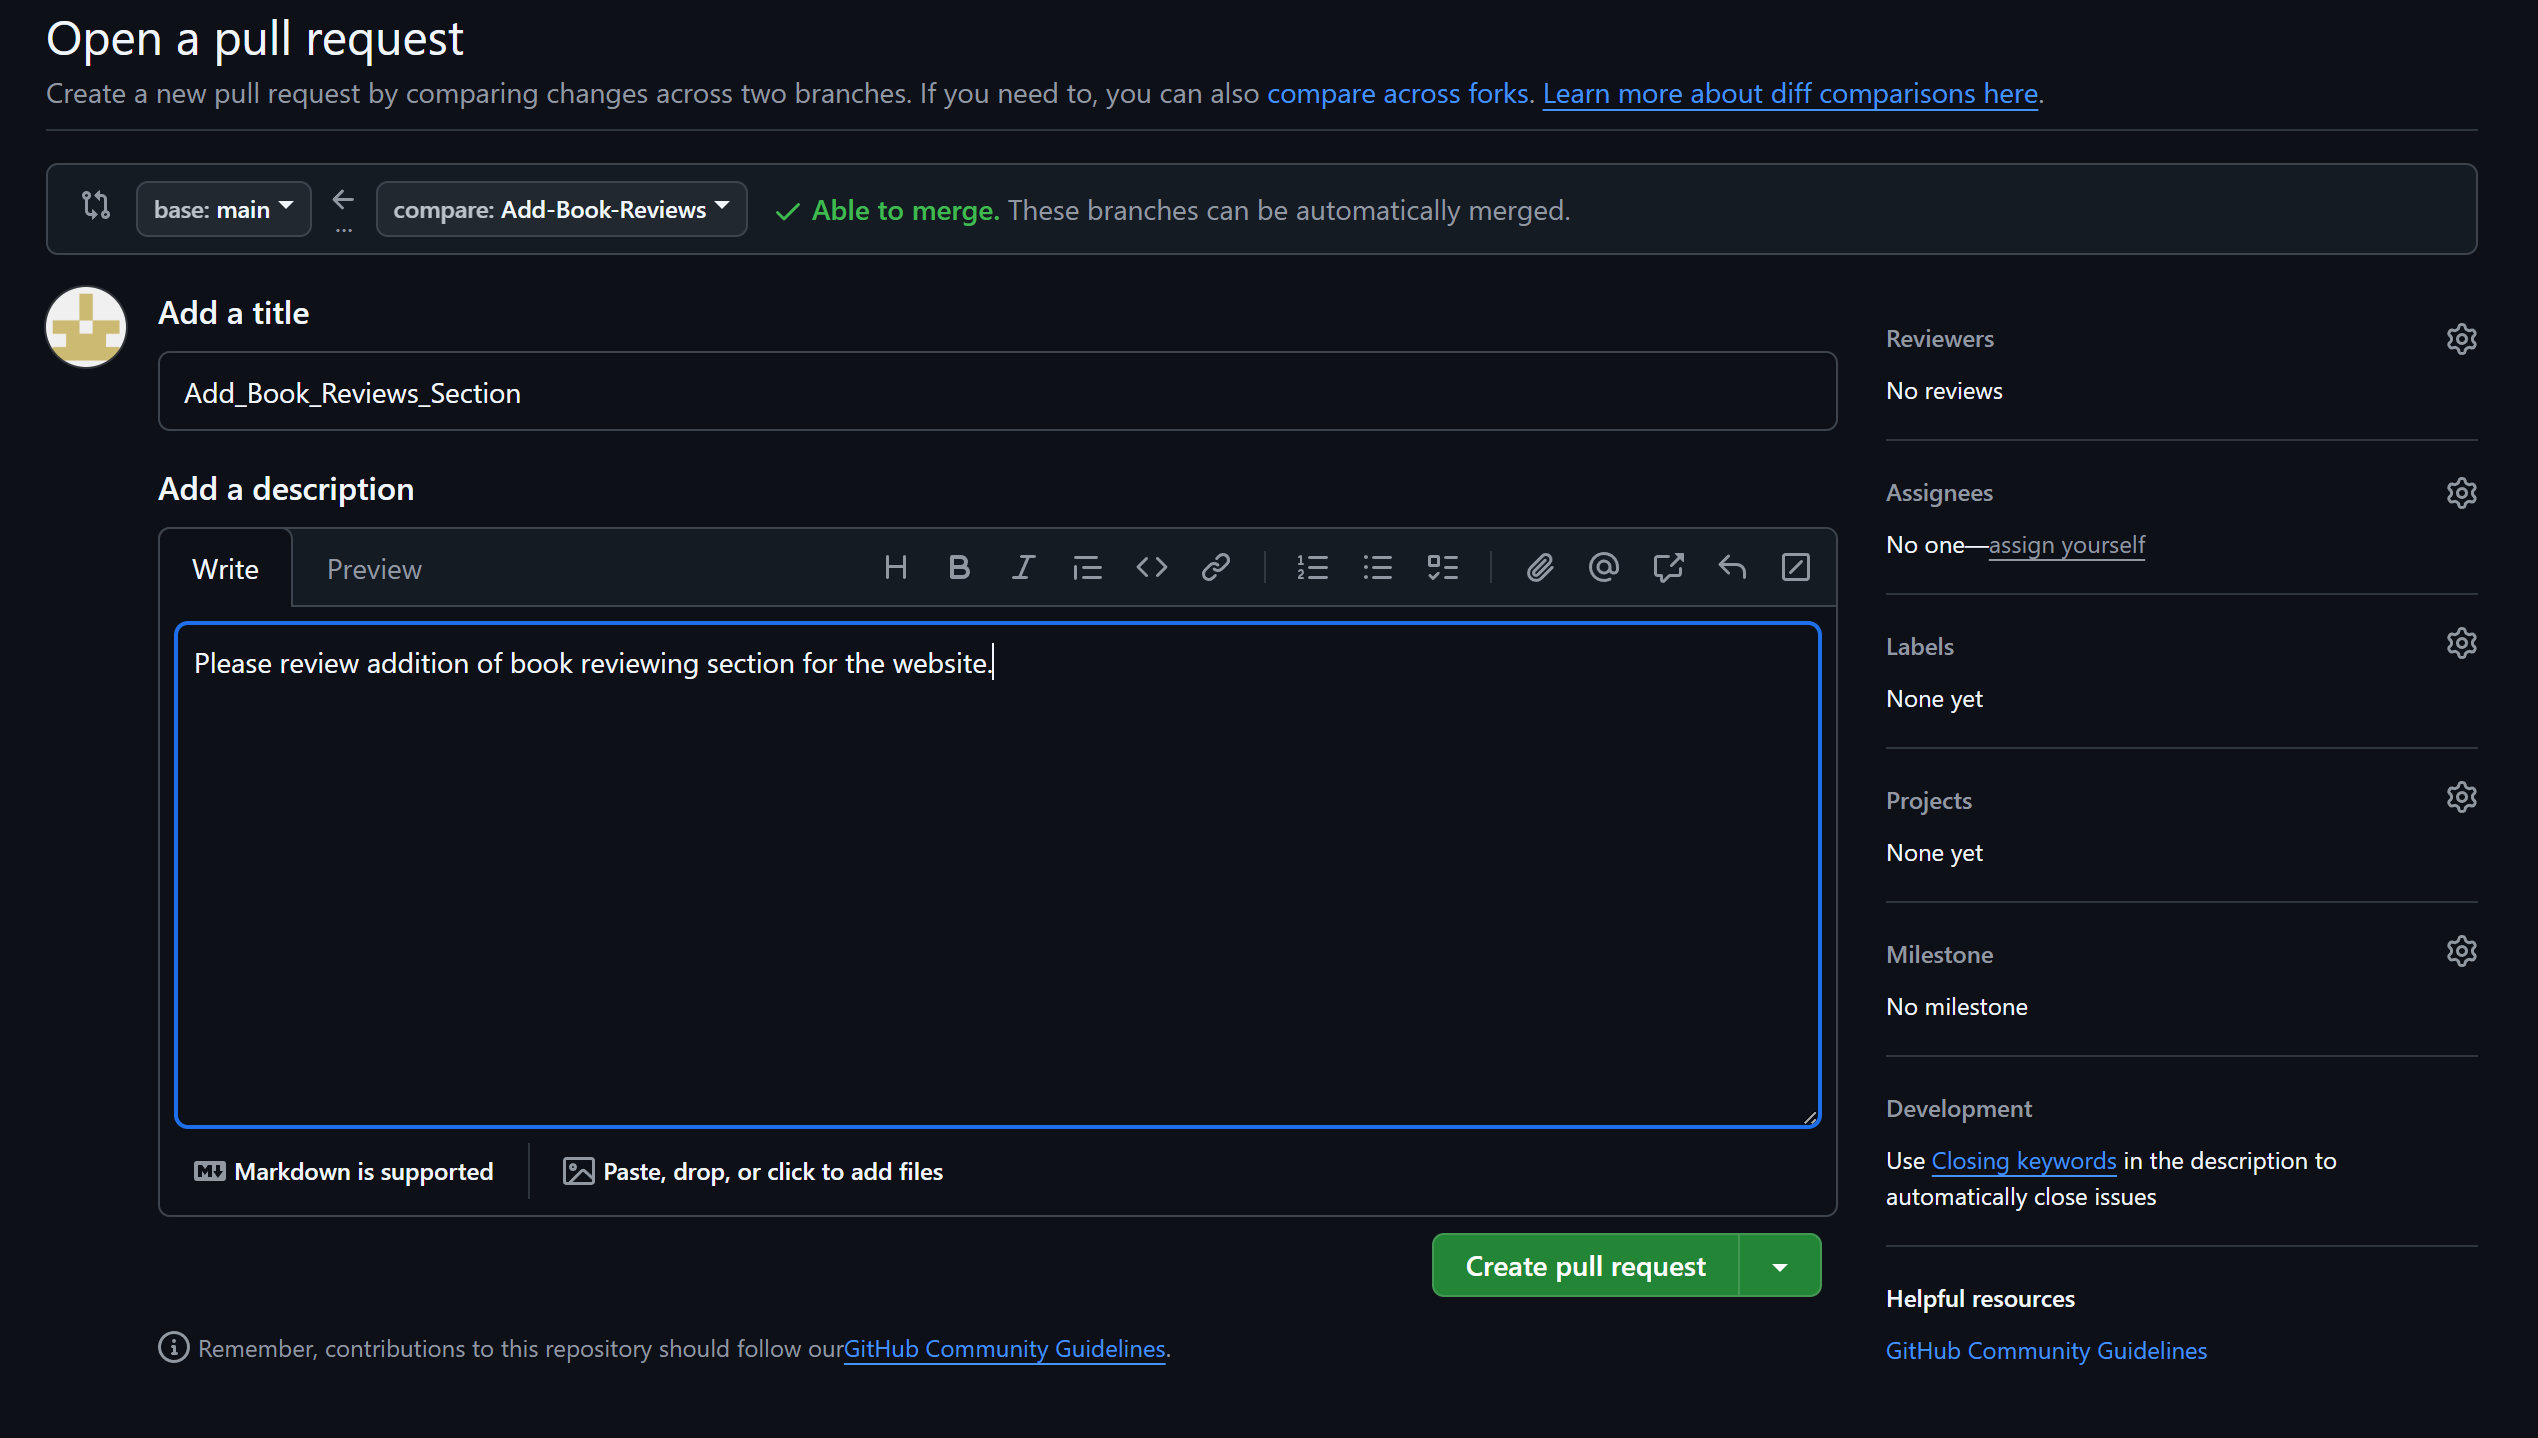 Open a pull request
Create a new pull request by comparing changes across two branches. If you need to, you can also compare across forks. Learn more about diff comparisons here.
base: main
compare: Add-Book-Reviews
Able to merge. These branches can be automatically merged.
Add a title
Add_Book_Reviews_Section
Add a description
Write
Preview
Please review addition of book reviewing section for the website.
Markdown is supported
Paste, drop, or click to add files
Create pull request
Remember, contributions to this repository should follow ourGitHub Community Guidelines.
Reviewers
No reviews
Assignees
No one—assign yourself
Labels
None yet
Projects
None yet
Milestone
No milestone
Development
Use Closing keywords in the description to
automatically close issues
Helpful resources
GitHub Community Guidelines